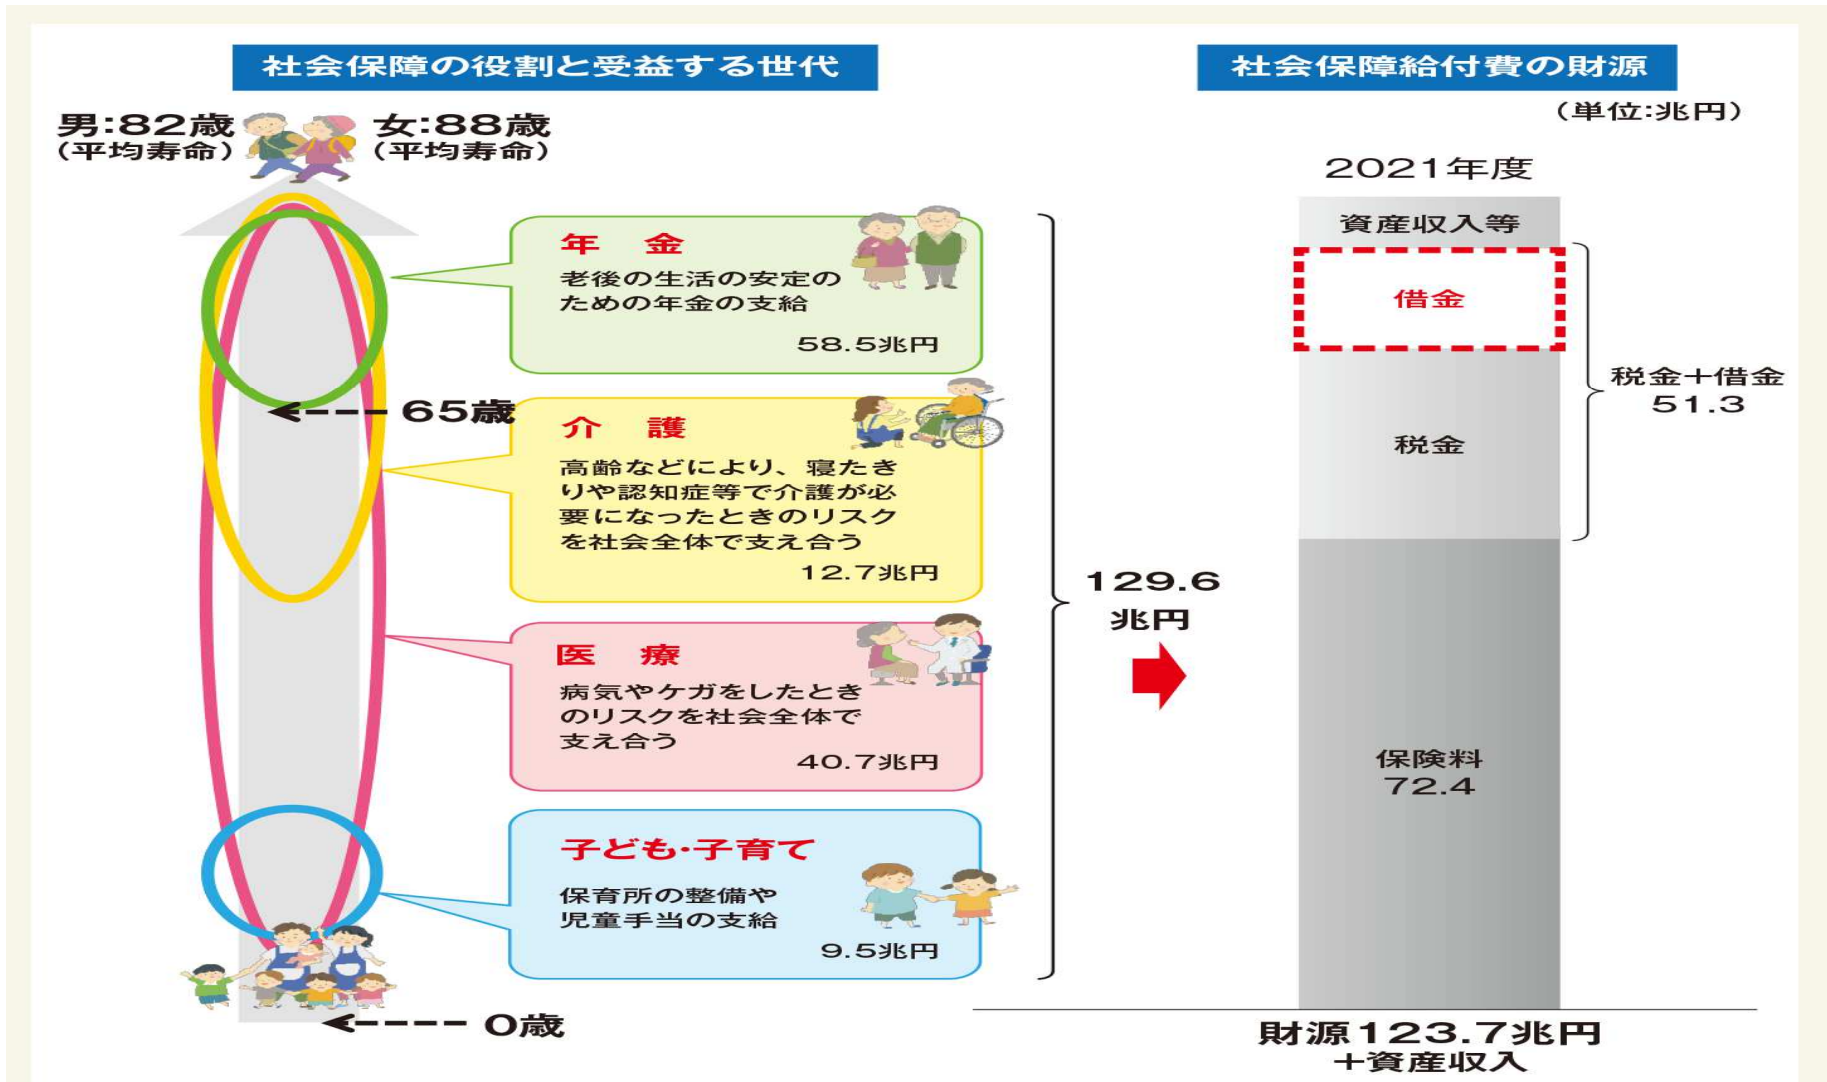 社会保障の役割と受益する世代
男:82歳
(平均寿命)
女:88歳
(平均寿命)
年 金
老後の生活の安定の
ための年金の支給
58.5兆円
65歳
介 護
高齢などにより、寝たき
りや認知症等で介護が必
要になったときのリスク
を社会全体で支え合う
12.7兆円
医 療
病気やケガをしたとき
のリスクを社会全体で
支え合う
40.7兆円
子ども・子育て
保育所の整備や
児童手当の支給
9.5兆円
0歳
129.6
兆円
社会保障給付費の財源
(単位:兆円)
2021年度
資産収入等
借金
税金
税金+借金
51.3
保険料
72.4
財源123.7兆円
+資産収入